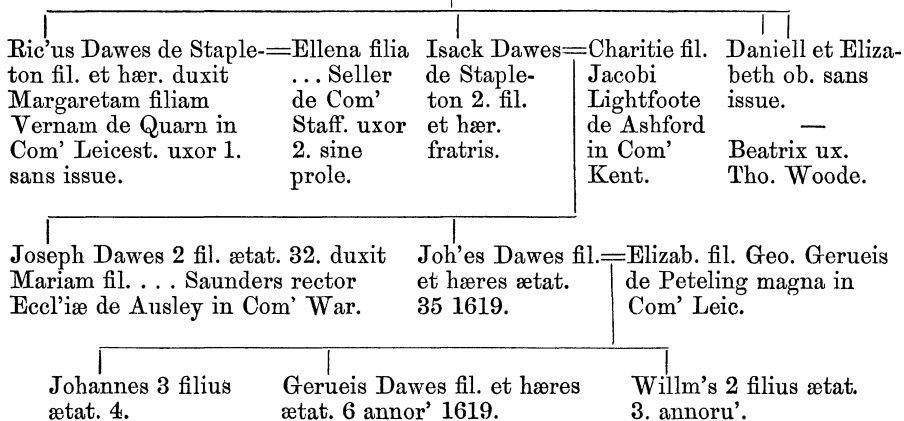 Ric'us Dawes de Staple-=Ellena filia
ton fil. et hær. duxit
Margaretam filiam
Vernam de Quarn in
Com' Leicest. uxor 1.
sans issue.
... Seller
de Com'
Staff. uxor
2. sine
prole.
Isack Dawes=Charitie fil.
de Staple-
ton 2. fil.
et hær.
fratris.
Jacobi
Lightfoote
de Ashford
in Com'
Kent.
Daniell et Eliza-
beth ob. sans
issue.
—
Beatrix ux.
Tho. Woode.
Joseph Dawes 2 fil. ætat. 32. duxit
Mariam fil. .... Saunders rector
Eccl'iæ de Ausley in Com' War.
Joh'es Dawes fil.=Elizab. fil. Geo. Gerueis
et hæres ætat.
35 1619.
de Peteling magna in
Com' Leic.
Johannes 3 filius
ætat. 4.
Gerueis Dawes fil. et hæres
ætat. 6 annor' 1619.
Willm's 2 filius ætat.
3. annoru'.